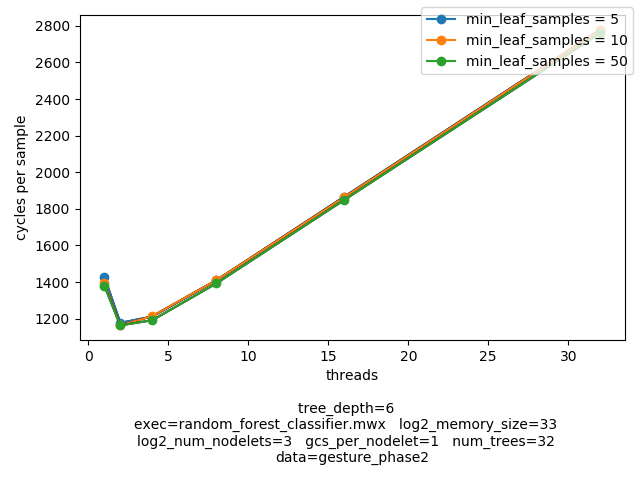 min_leaf_samples = 5
min_leaf_samples = 10
min_leaf_samples = 50
2800
2600
2400
2200
2000
1800
1600
1400
1200
cycles per sample
0 5 10 15 20 25 30
threads
tree_depth=6
exec=random_forest_classifier.mwx log2_memory_size=33
log2_num_nodelets=3 gcs_per_nodelet=1 num_trees=32
data=gesture_phase2